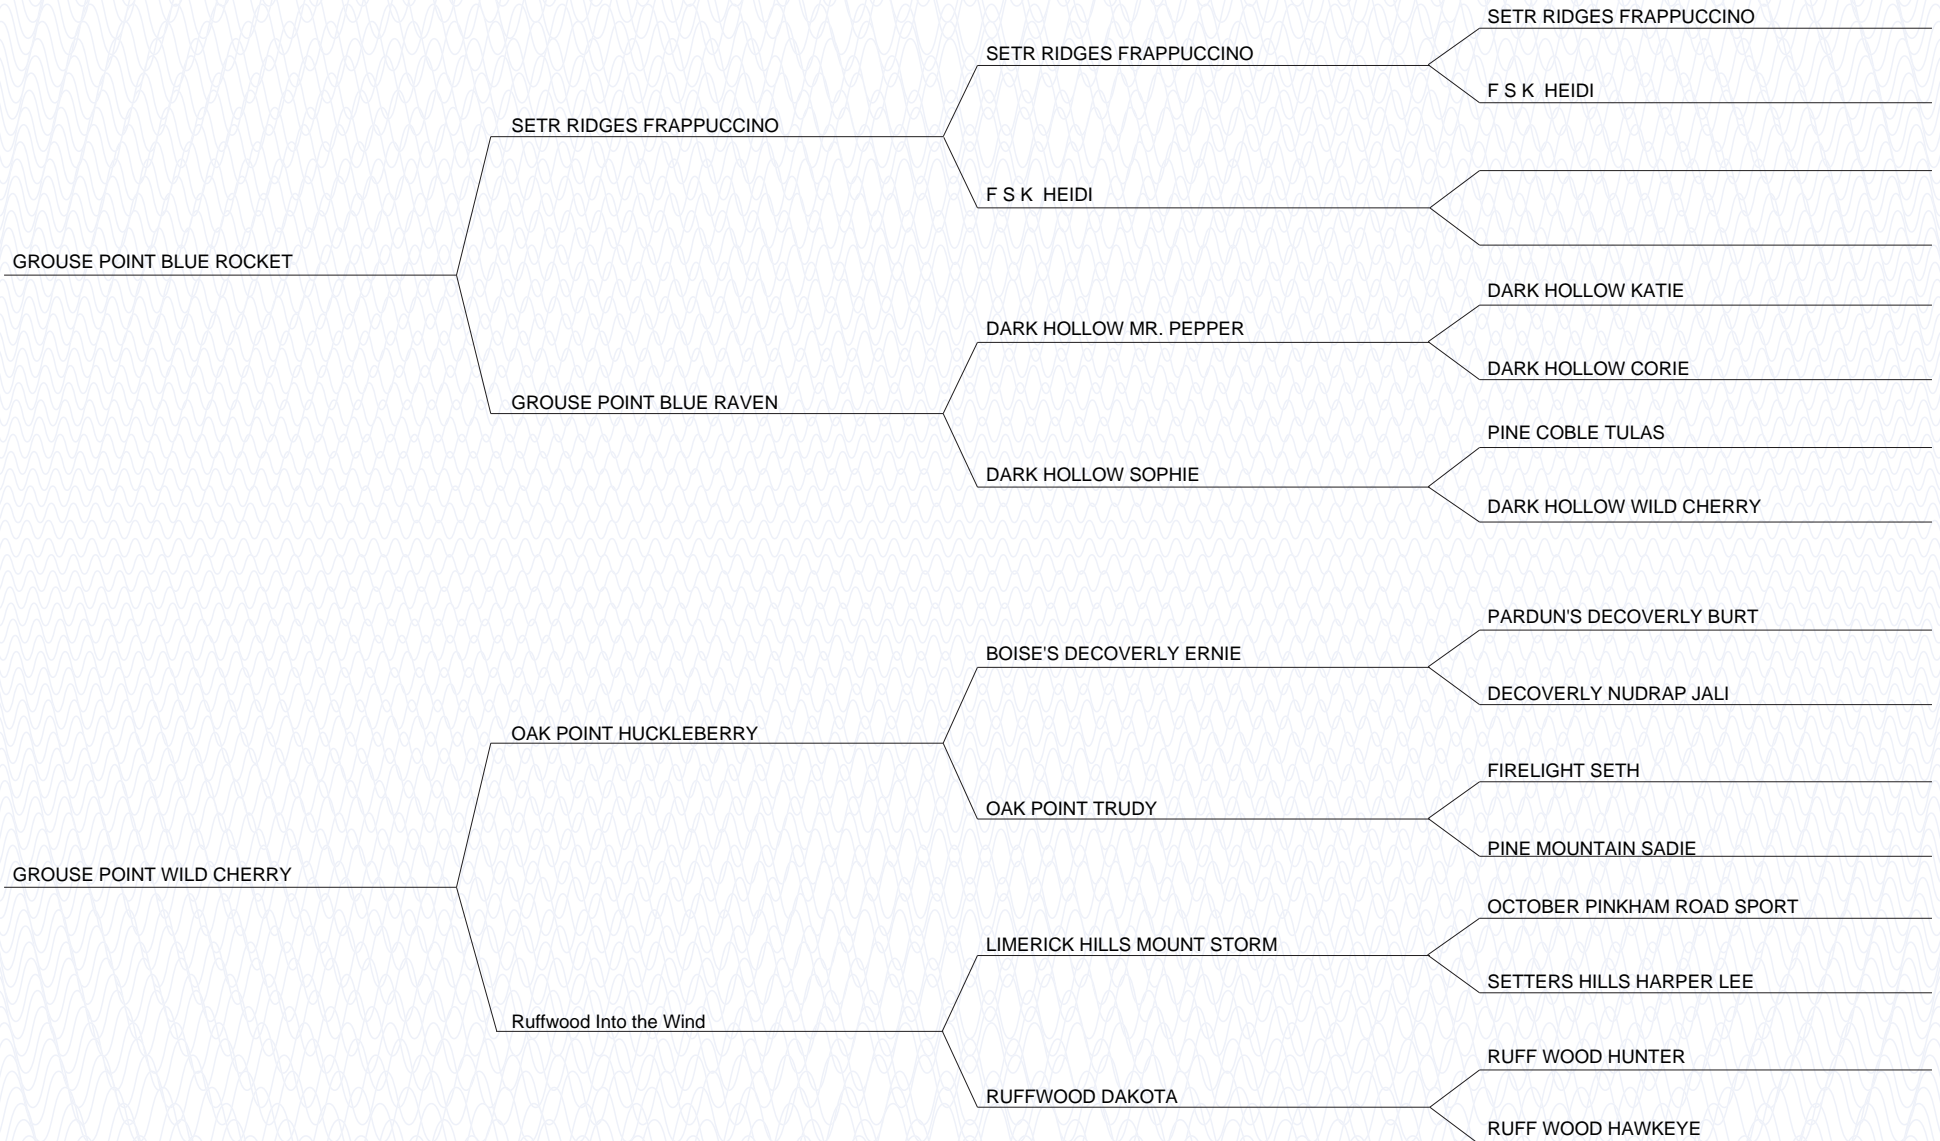 SETR RIDGES FRAPPUCCINO
SETR RIDGES FRAPPUCCINO
F S K  HEIDI
SETR RIDGES FRAPPUCCINO
F S K  HEIDI
GROUSE POINT BLUE ROCKET
DARK HOLLOW KATIE
DARK HOLLOW MR. PEPPER
DARK HOLLOW CORIE
GROUSE POINT BLUE RAVEN
PINE COBLE TULAS
DARK HOLLOW SOPHIE
DARK HOLLOW WILD CHERRY
PARDUN'S DECOVERLY BURT
BOISE'S DECOVERLY ERNIE
DECOVERLY NUDRAP JALI
OAK POINT HUCKLEBERRY
FIRELIGHT SETH
OAK POINT TRUDY
PINE MOUNTAIN SADIE
GROUSE POINT WILD CHERRY
OCTOBER PINKHAM ROAD SPORT
LIMERICK HILLS MOUNT STORM
SETTERS HILLS HARPER LEE
Ruffwood Into the Wind
RUFF WOOD HUNTER
RUFFWOOD DAKOTA
RUFF WOOD HAWKEYE